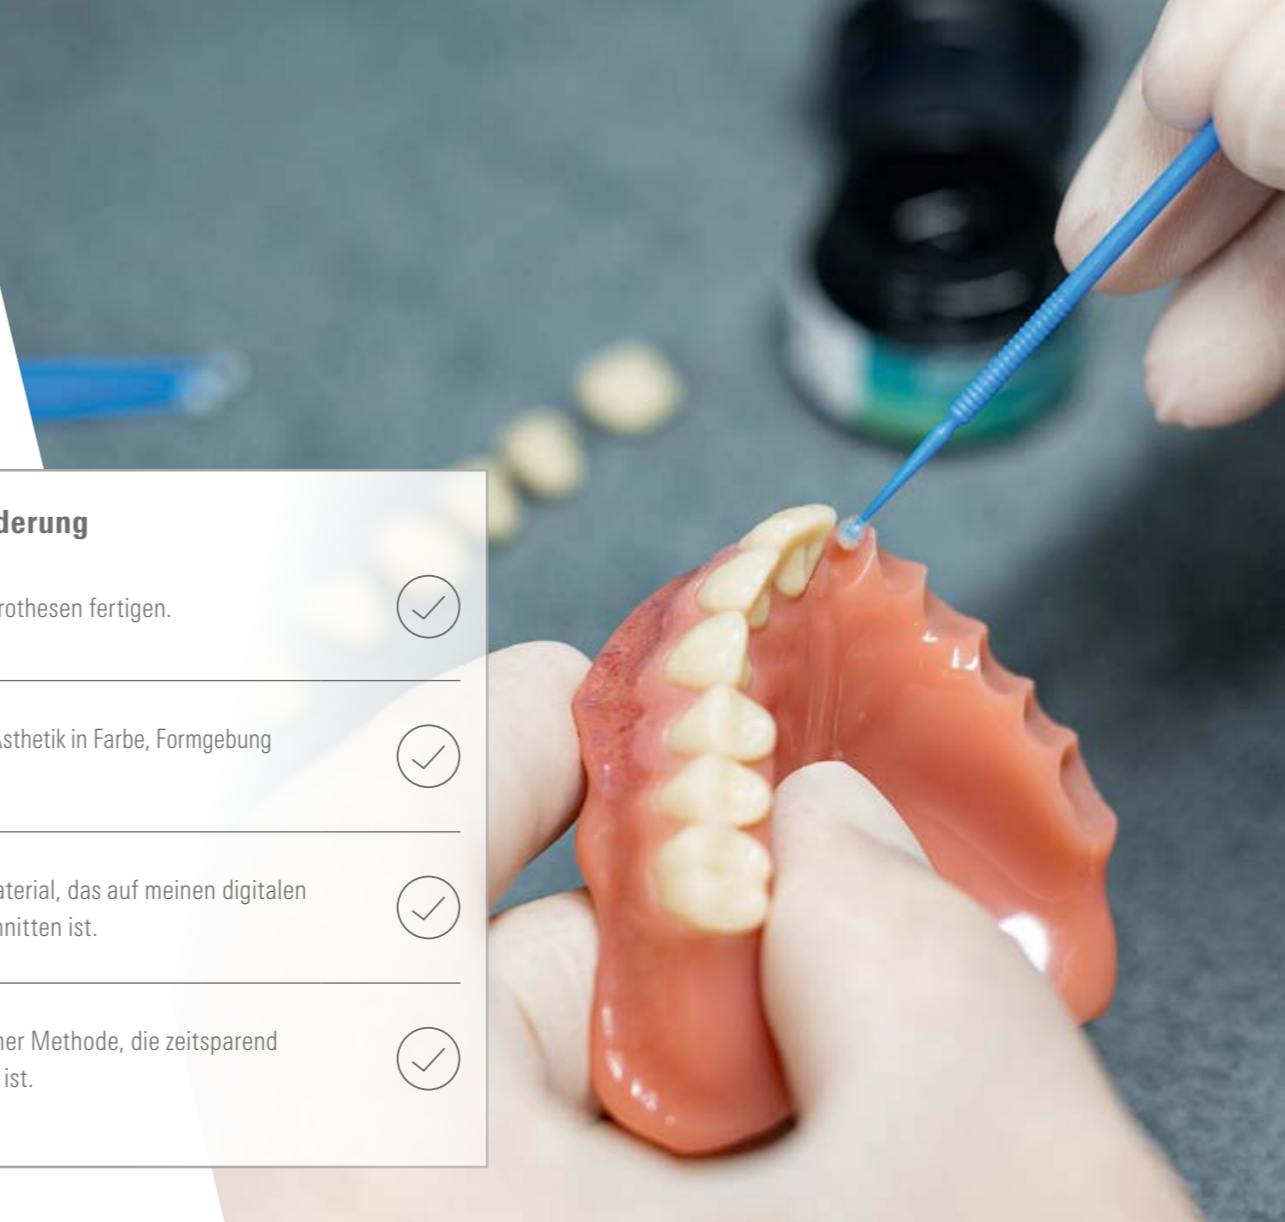 derung
rothesen fertigen.
Ästhetik in Farbe, Formgebung
aterial, das auf meinen digitalen
hnitten ist.
ner Methode, die zeitsparend
ist.